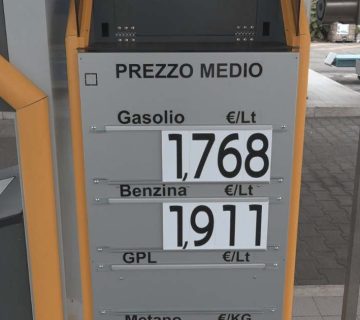 PREZZO MEDIO
Gasolio €/Lt
1,768
Benzina €/Lt
1,911
GPL €/Lt
Metano €/KG